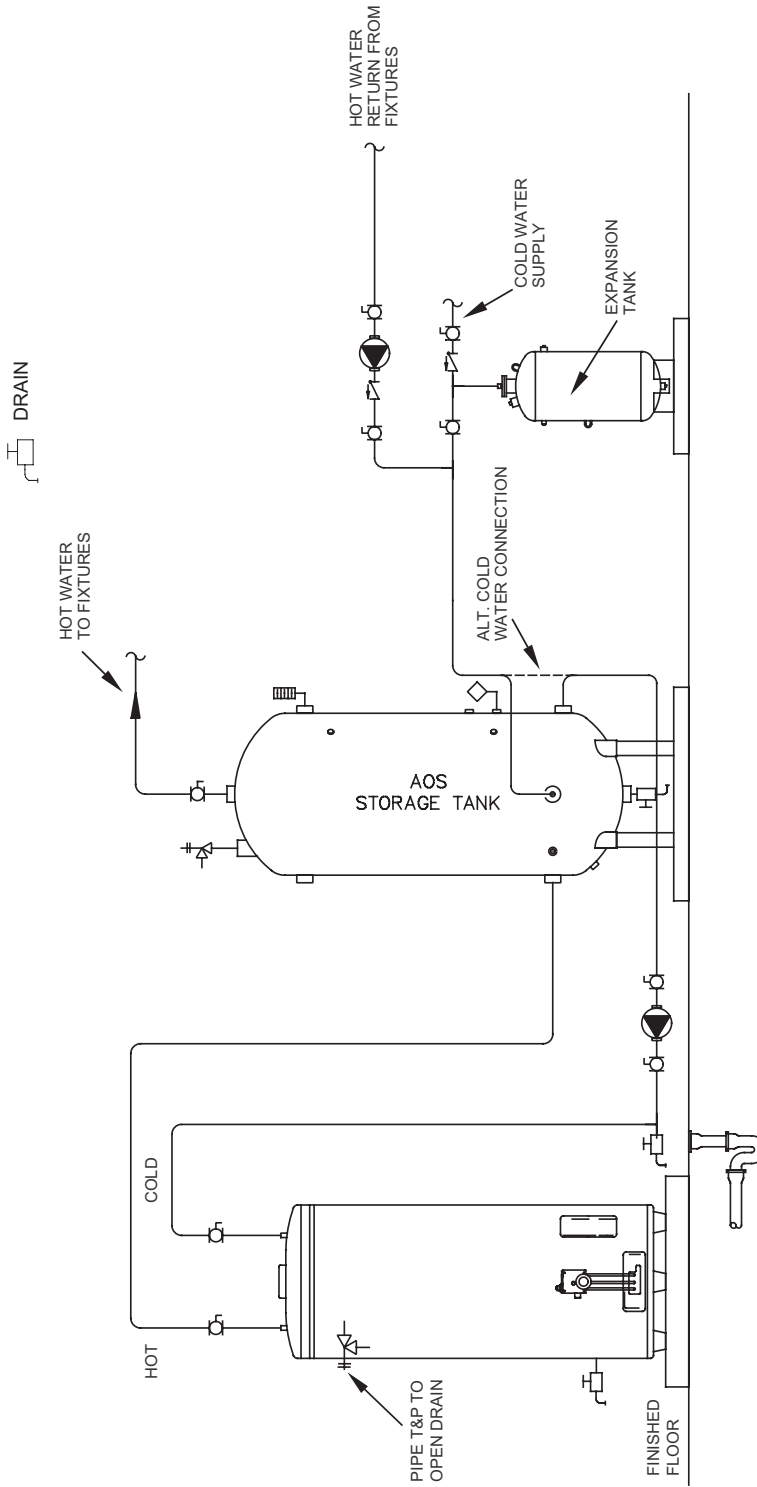 DRAIN
HOT WATER
TO FIXTURES
HOT WATER
RETURN FROM
FIXTURES
COLD WATER
SUPPLY
EXPANSION
TANK
ALT. COLD
WATER CONNECTION
AOS
STORAGE TANK
COLD
HOT
PIPE T&P TO
OPEN DRAIN
FINISHED
FLOOR